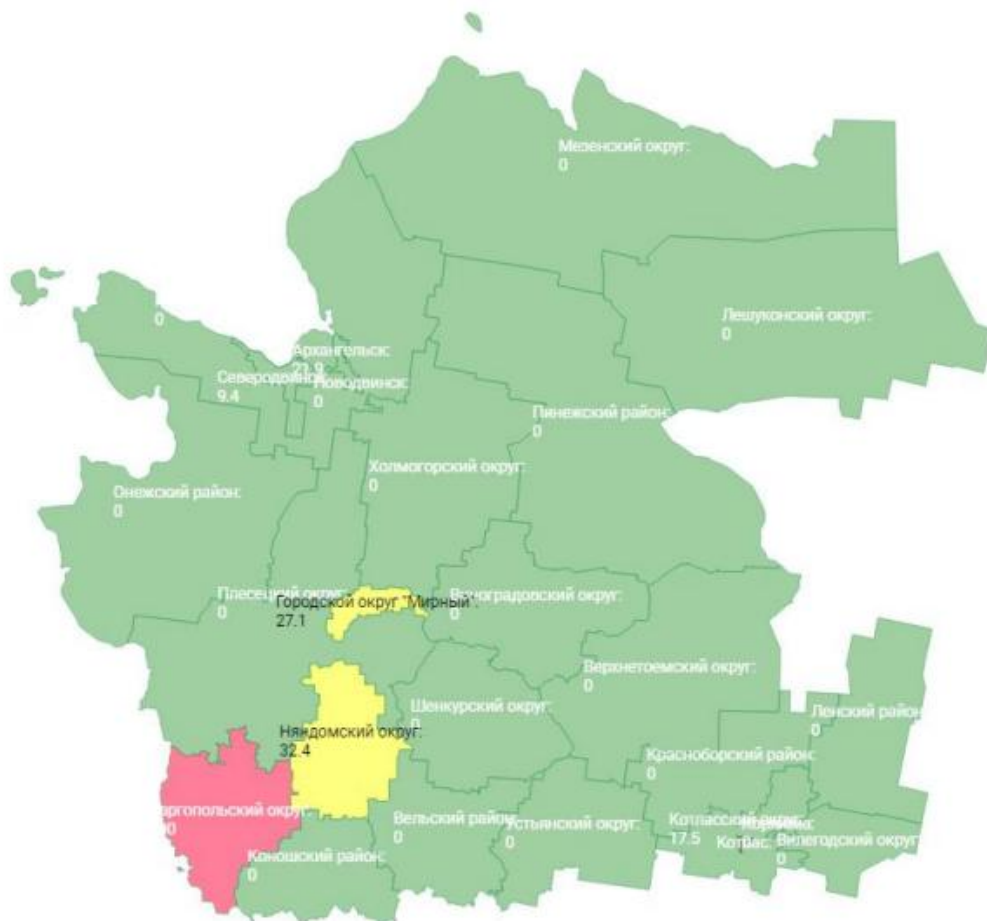 Мезенский округ:
0
Лешуконский округ:
0
0
Архангельск:
Северодвинск:
9.4
Новодвинск:
0
Пинежский район:
0
Холмогорский округ:
0
Онежский район:
0
Плесецкий округ:
0
Городской округ "Мирный":
27.1
Виноградовский округ:
0
Верхнетоемский округ:
0
Шенкурский округ:
0
Няндомский округ:
32.4
Ленский район:
0
Красноборский район:
0
аргопольский округ:
Вельский район:
0
Устьянский округ:
0
Котласский округ:
17.5
Котлас:
Вилегодский округ:
0
Коношский район:
0